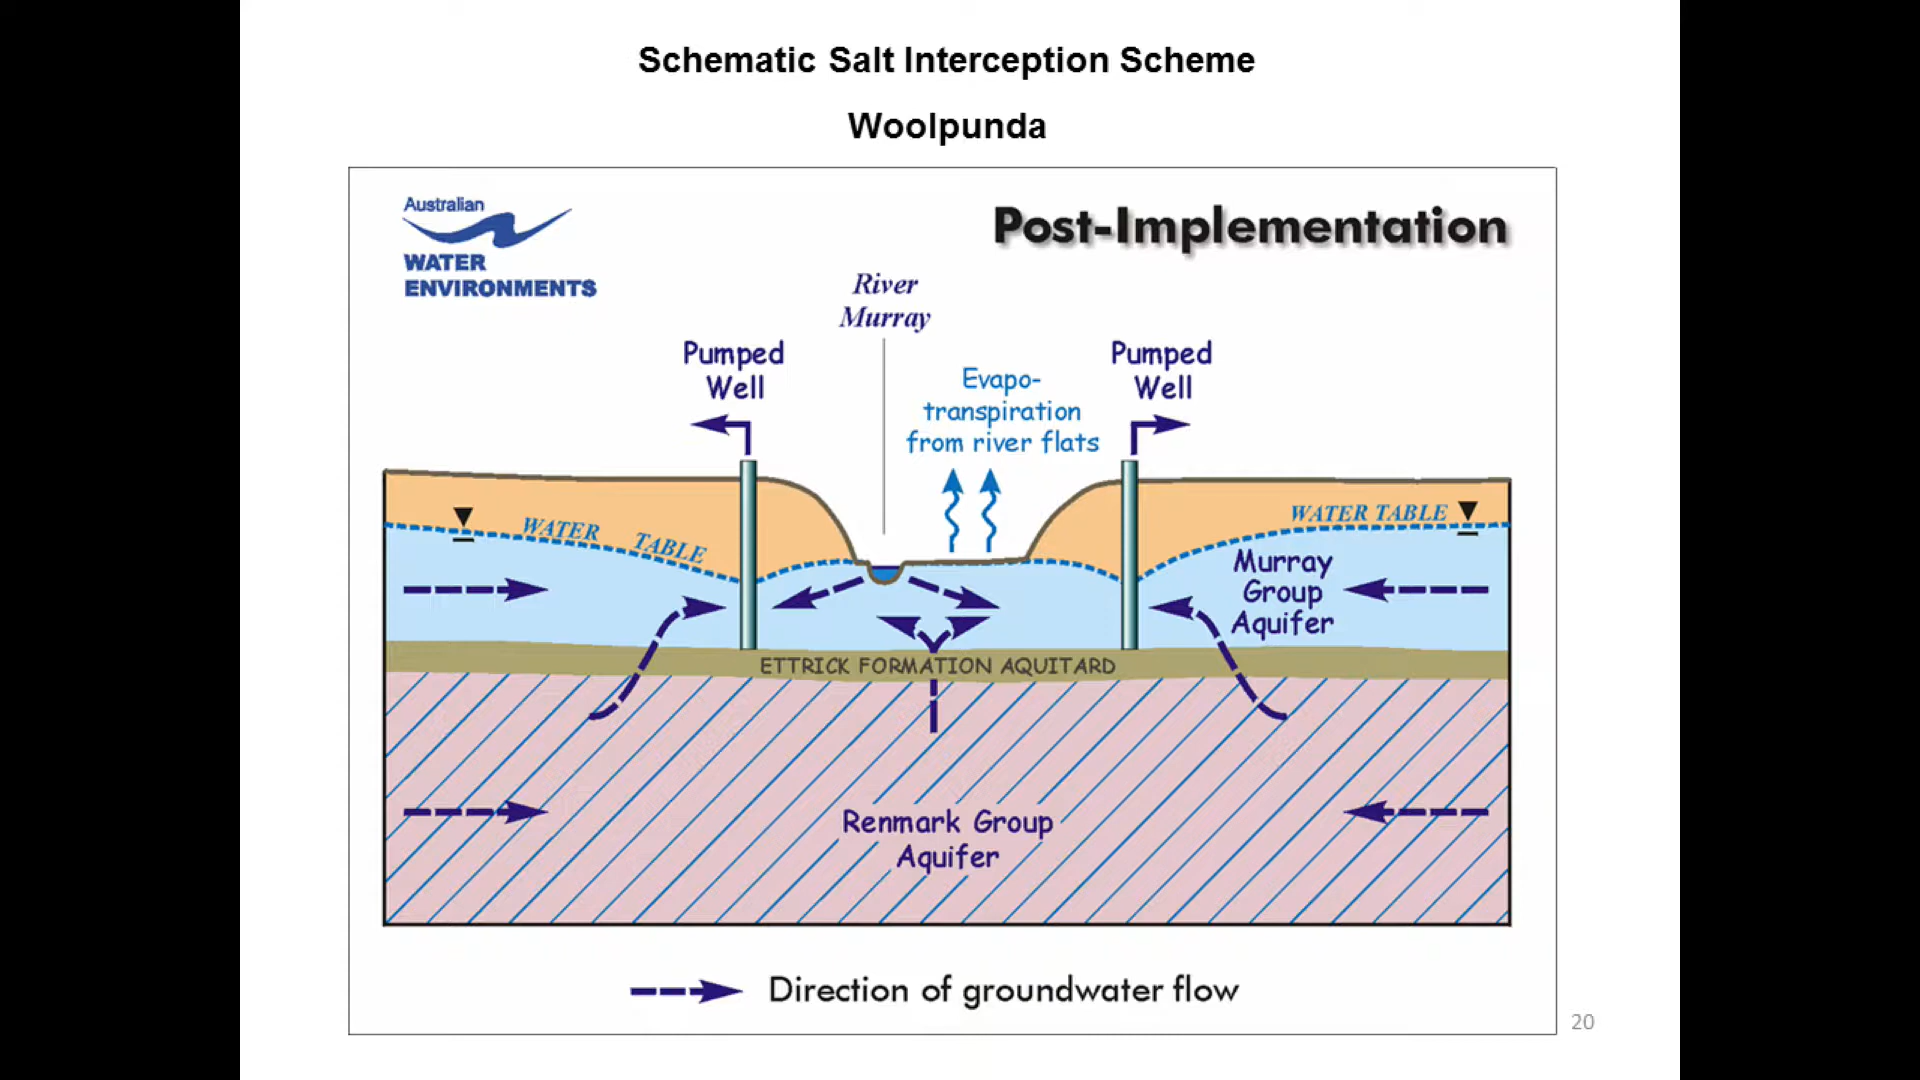 Schematic Salt Interception Scheme
Woolpunda
Australian
WATER
ENVIRONMENTS
Post-Implementation
River
Murray
Pumped
Well
Evapo-
transpiration
from river flats
Pumped
Well
WATER TABLE
WATER TABLE
Murray
Group
Aquifer
ETTRICK FORMATION AQUITARD
Renmark Group
Aquifer
Direction of groundwater flow
20